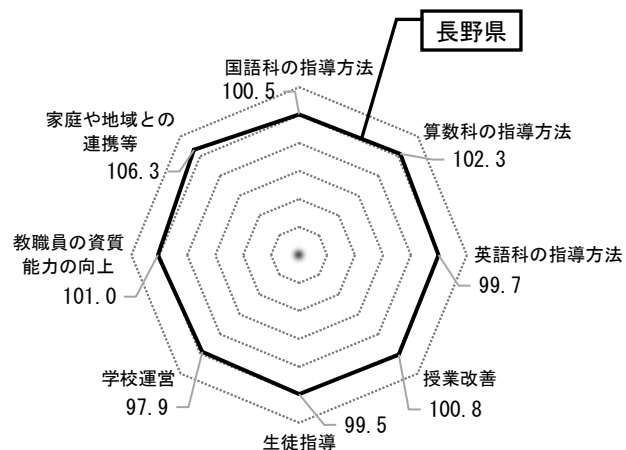 長野県
国語科の指導方法
100.5
算数科の指導方法
102.3
英語科の指導方法
99.7
授業改善
100.8
生徒指導
99.5
学校運営
97.9
教職員の資質
能力の向上
101.0
家庭や地域との
連携等
106.3